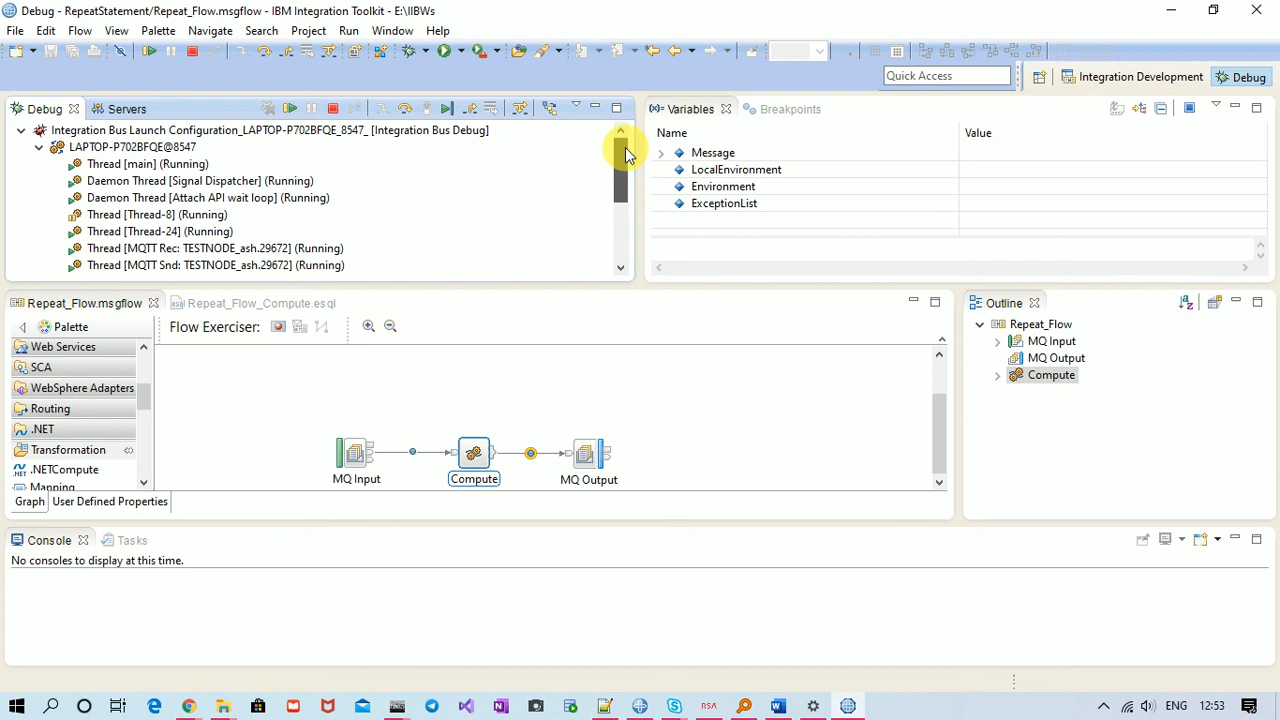 Debug - RepeatStatement/Repeat_Flow.msgflow - IBM Integration Toolkit - E:\IIBWs
File Edit Flow View Palette Navigate Search Project Run Window Help
Quick Access
Integration Development
Debug
Debug
Servers
Integration Bus Launch Configuration_LAPTOP-P702BFQE_8547_ [Integration Bus Debug]
LAPTOP-P702BFQE@8547
Thread [main] (Running)
Daemon Thread [Signal Dispatcher] (Running)
Daemon Thread [Attach API wait loop] (Running)
Thread [Thread-8] (Running)
Thread [Thread-24] (Running)
Thread [MQTT Rec: TESTNODE_ash.29672] (Running)
Thread [MQTT Snd: TESTNODE_ash.29672] (Running)
(x)= Variables
Breakpoints
Name Value
Message
LocalEnvironment
Environment
ExceptionList
Repeat_Flow.msgflow
Repeat_Flow_Compute.esql
Palette
Flow Exerciser:
Web Services
SCA
WebSphere Adapters
Routing
.NET
Transformation
.NETCompute
Mapping
MQ Input
Compute
MQ Output
Graph
User Defined Properties
Outline
Repeat_Flow
MQ Input
MQ Output
Compute
Console
Tasks
No consoles to display at this time.
ENG
12:53